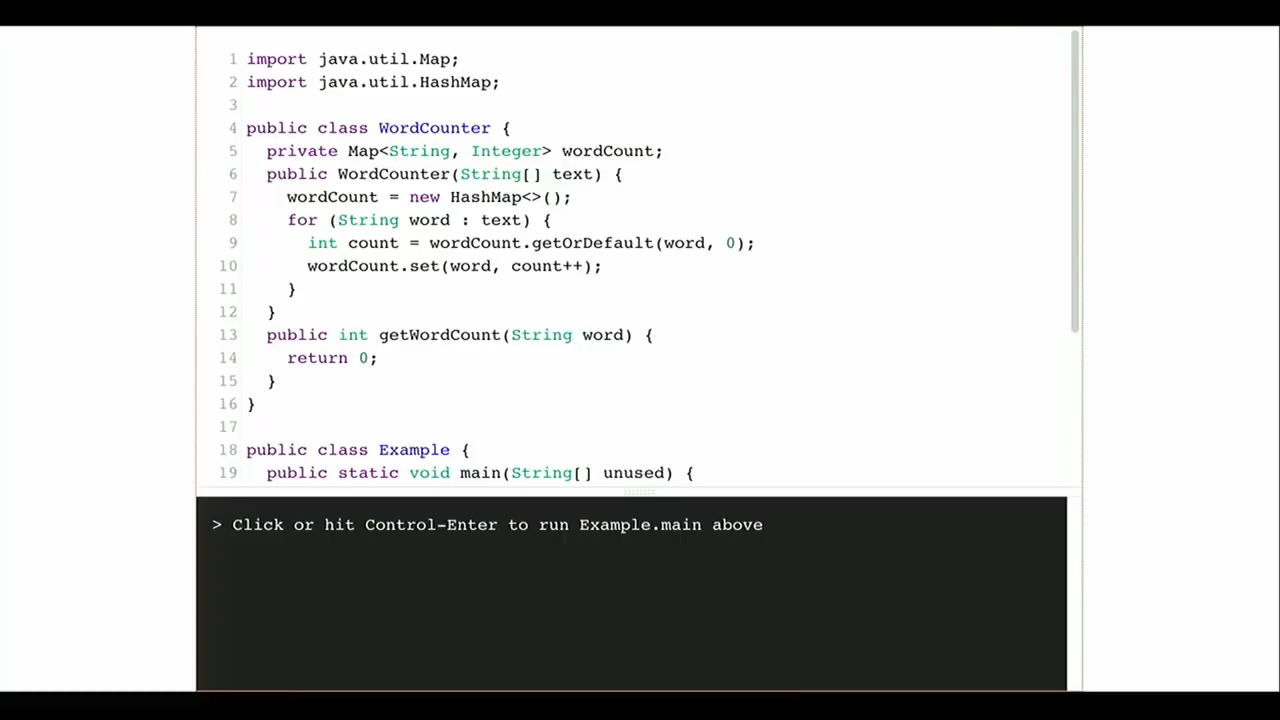 1 import java.util.Map;
2 import java.util.HashMap;
3
4 public class WordCounter {
5   private Map<String, Integer> wordCount;
6   public WordCounter(String[] text) {
7     wordCount = new HashMap<>();
8     for (String word : text) {
9       int count = wordCount.getOrDefault(word, 0);
10       wordCount.set(word, count++);
11     }
12   }
13   public int getWordCount(String word) {
14     return 0;
15   }
16 }
17
18 public class Example {
19   public static void main(String[] unused) {
> Click or hit Control-Enter to run Example.main above